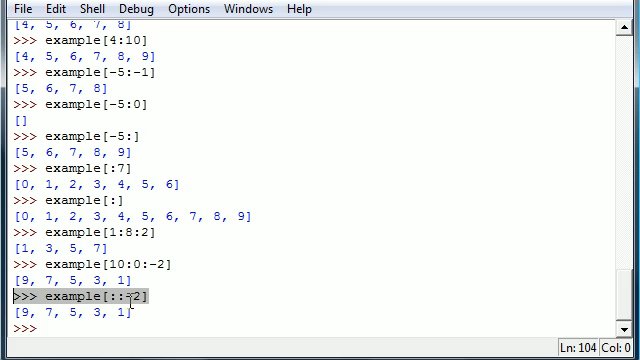 File Edit Shell Debug Options Windows Help
[4, 5, 6, 7, 8]
>>> example[4:10]
[4, 5, 6, 7, 8, 9]
>>> example[-5:-1]
[5, 6, 7, 8]
>>> example[-5:0]
[]
>>> example[-5:]
[5, 6, 7, 8, 9]
>>> example[:7]
[0, 1, 2, 3, 4, 5, 6]
>>> example[:]
[0, 1, 2, 3, 4, 5, 6, 7, 8, 9]
>>> example[1:8:2]
[1, 3, 5, 7]
>>> example[10:0:-2]
[9, 7, 5, 3, 1]
>>> example[::-2]
[9, 7, 5, 3, 1]
>>>
Ln: 104 Col: 0